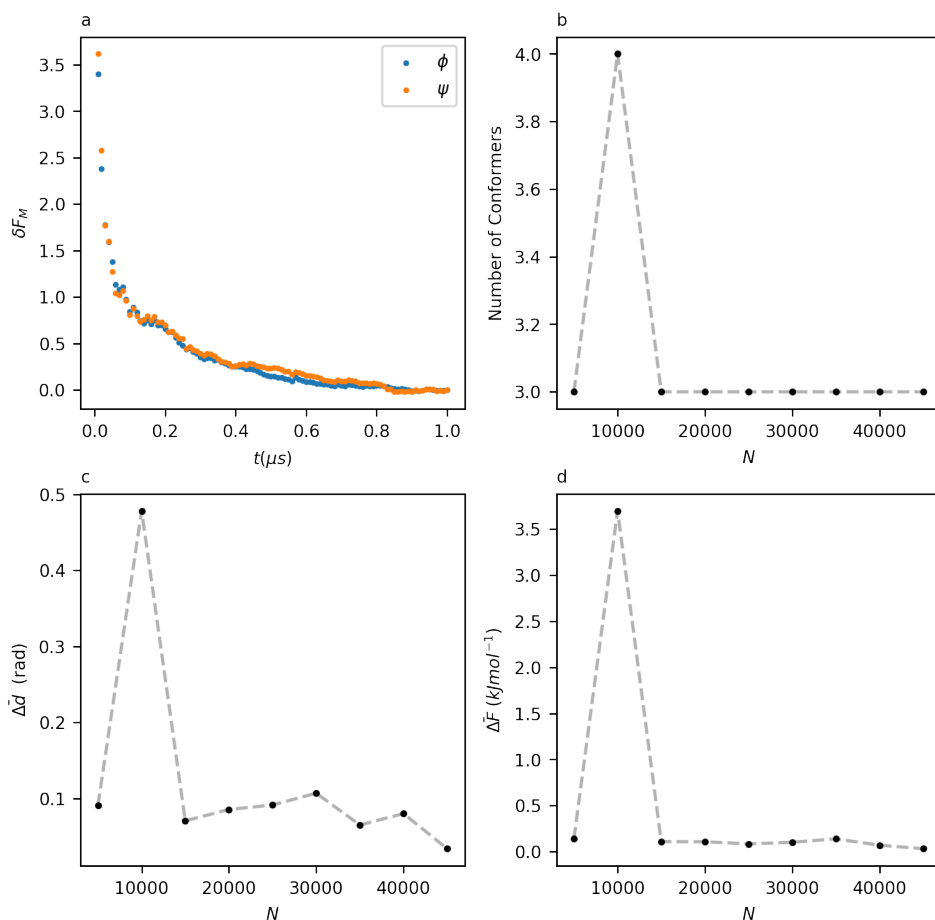 a
3.5
3.0
2.5
2.0
1.5
1.0
0.5
0.0
δF_M
ϕ
ψ
0.0 0.2 0.4 0.6 0.8 1.0
t(μs)
b
4.0
3.8
3.6
3.4
3.2
3.0
Number of Conformers
10000 20000 30000 40000
N
c
0.5
0.4
0.3
0.2
0.1
Δ̄d (rad)
10000 20000 30000 40000
N
d
3.5
3.0
2.5
2.0
1.5
1.0
0.5
0.0
Δ̄F (kJmol⁻¹)
10000 20000 30000 40000
N